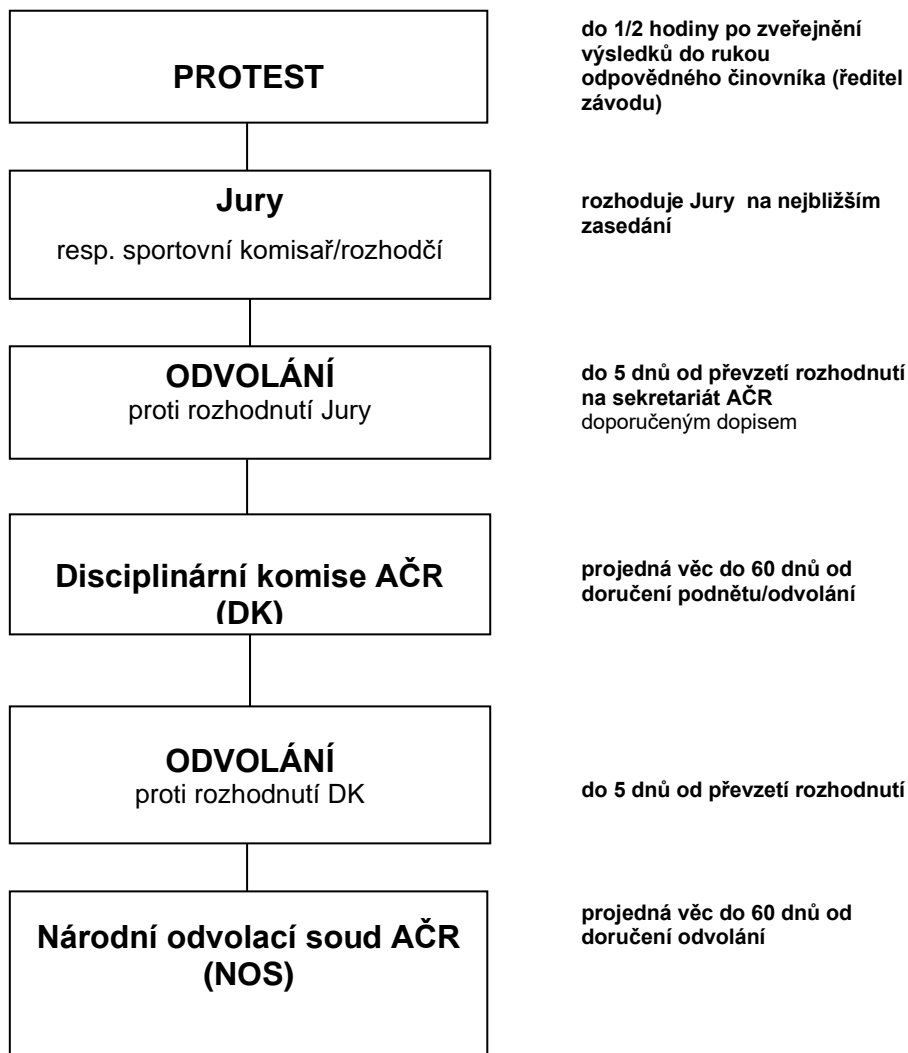 PROTEST
do 1/2 hodiny po zveřejnění
výsledků do rukou
odpovědného činovníka (ředitel
závodu)
Jury
resp. sportovní komisař/rozhodčí
rozhoduje Jury na nejbližším
zasedání
ODVOLÁNÍ
proti rozhodnutí Jury
do 5 dnů od převzetí rozhodnutí
na sekretariát AČR
doporučeným dopisem
Disciplinární komise AČR
(DK)
projedná věc do 60 dnů od
doručení podnětu/odvolání
ODVOLÁNÍ
proti rozhodnutí DK
do 5 dnů od převzetí rozhodnutí
Národní odvolací soud AČR
(NOS)
projedná věc do 60 dnů od
doručení odvolání